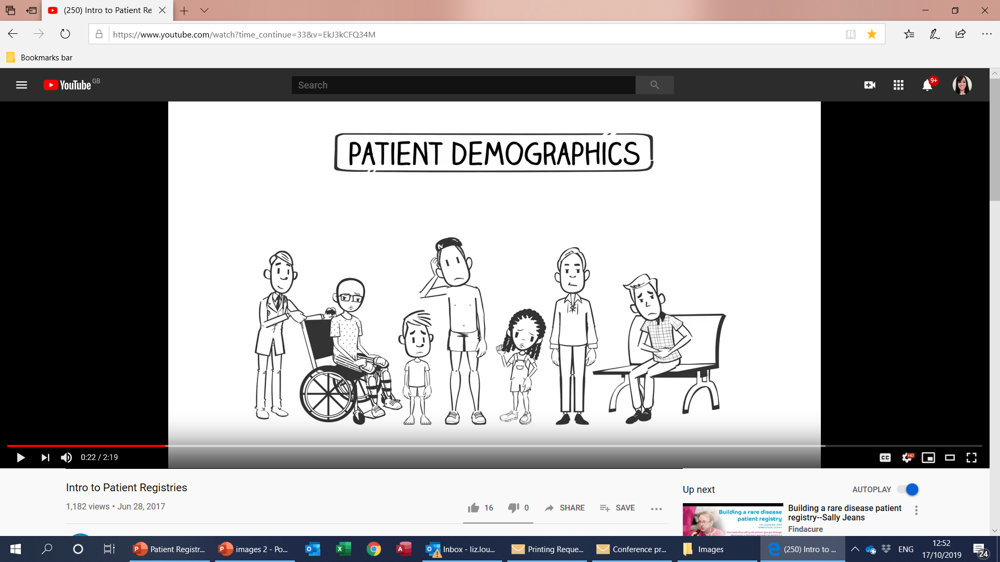 (250) Intro to Patient Re
https://www.youtube.com/watch?time_continue=33&v=EkJ3kCFQ34M
Bookmarks bar
YouTube GB
Search
9+
PATIENT DEMOGRAPHICS
0:22 / 2:19
CC
HD
Intro to Patient Registries
1,182 views • Jun 28, 2017
16
0
SHARE
SAVE
Up next
AUTOPLAY
Building a rare disease
patient registry
Building a rare disease patient
registry--Sally Jeans
Findacure
Patient Registr...
images 2 - Po...
Inbox - liz.lou...
Printing Reque...
Conference pr...
Images
(250) Intro to ...
ENG
12:52
17/10/2019
24